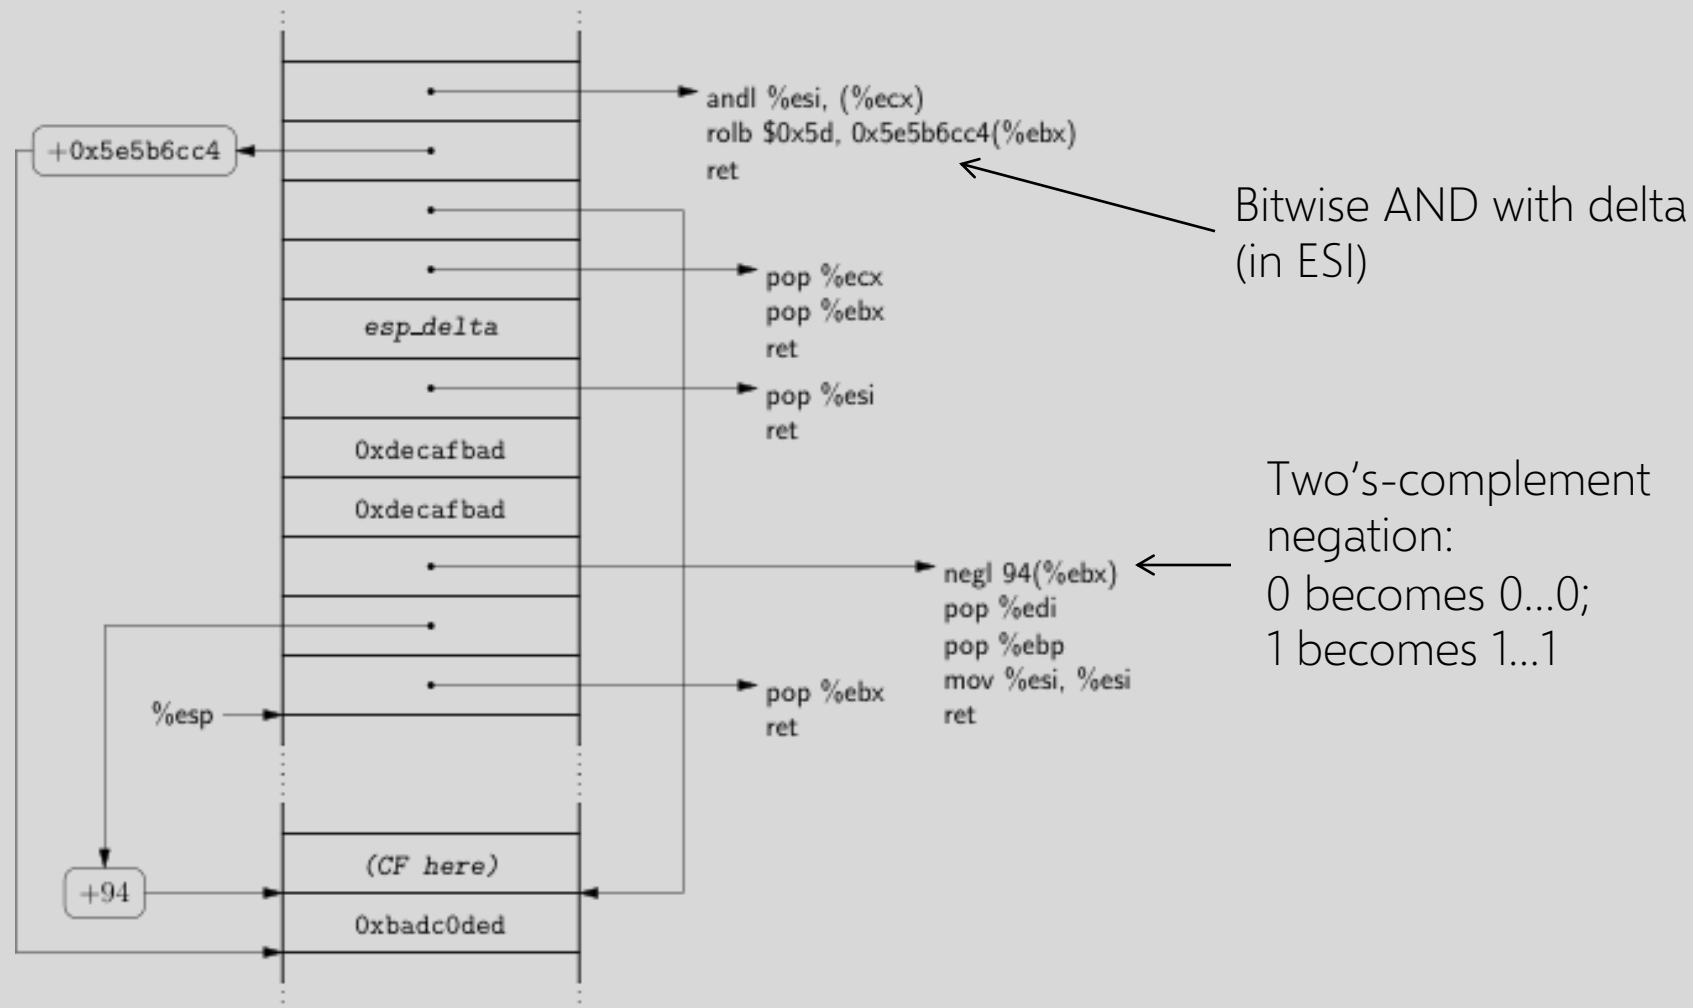 andl %esi, (%ecx)
rolb $0x5d, 0x5e5b6cc4(%ebx)
ret
+0x5e5b6cc4
Bitwise AND with delta
(in ESI)
pop %ecx
pop %ebx
ret
esp_delta
pop %esi
ret
0xdecafbad
0xdecafbad
Two's-complement
negation:
0 becomes 0...0;
1 becomes 1...1
negl 94(%ebx)
pop %edi
pop %ebp
mov %esi, %esi
ret
pop %ebx
ret
%esp
(CF here)
+94
0xbadc0ded